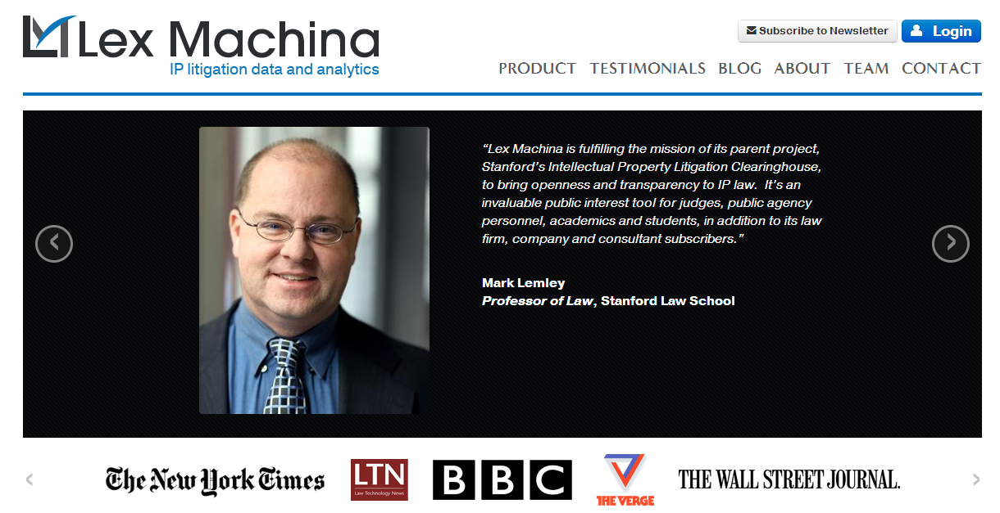 Lex Machina
IP litigation data and analytics
Subscribe to Newsletter
Login
PRODUCT TESTIMONIALS BLOG ABOUT TEAM CONTACT
“Lex Machina is fulfilling the mission of its parent project,
Stanford’s Intellectual Property Litigation Clearinghouse,
to bring openness and transparency to IP law.  It’s an
invaluable public interest tool for judges, public agency
personnel, academics and students, in addition to its law
firm, company and consultant subscribers.”
Mark Lemley
Professor of Law, Stanford Law School
The New York Times
LTN
Law Technology News
BBC
THE VERGE
THE WALL STREET JOURNAL.